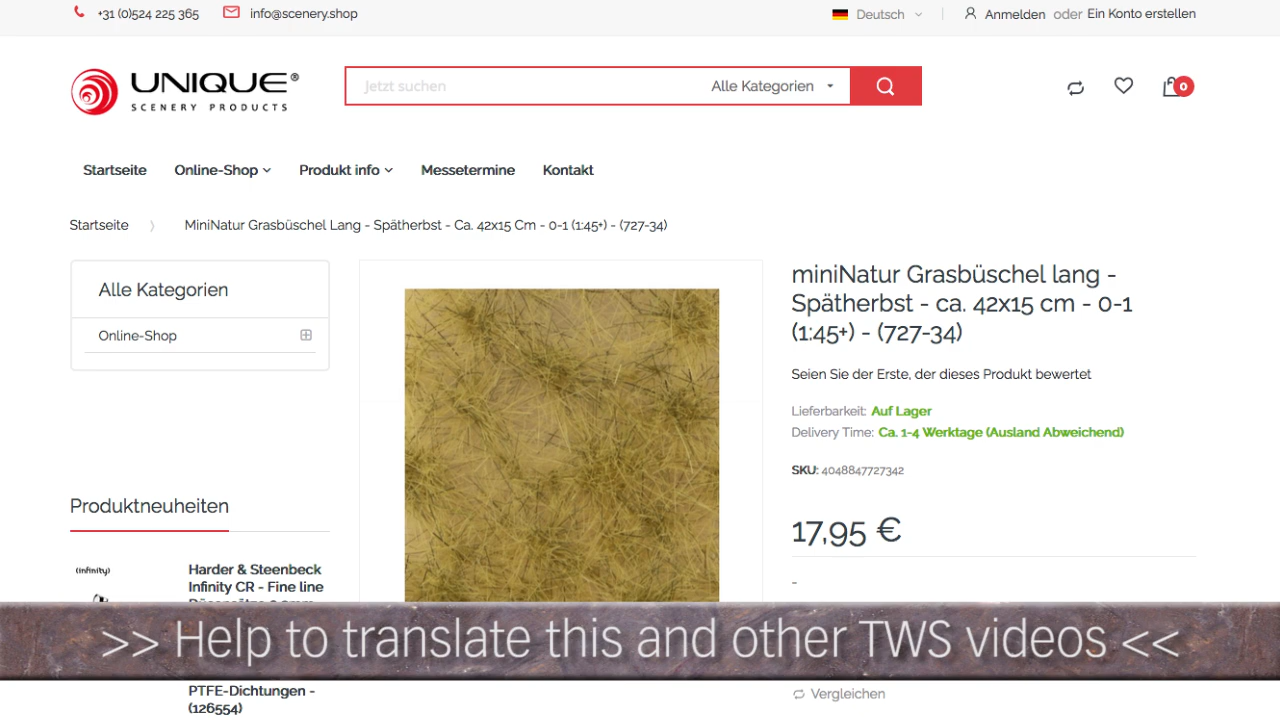 +31 (0)524 225 365 info@scenery.shop Deutsch Anmelden oder Ein Konto erstellen
UNIQUE®
SCENERY PRODUCTS
Jetzt suchen Alle Kategorien
0
Startseite Online-Shop Produkt info Messetermine Kontakt
Startseite MiniNatur Grasbüschel Lang - Spätherbst - Ca. 42x15 Cm - 0-1 (1:45+) - (727-34)
Alle Kategorien
Online-Shop
miniNatur Grasbüschel lang -
Spätherbst - ca. 42x15 cm - 0-1
(1:45+) - (727-34)
Seien Sie der Erste, der dieses Produkt bewertet
Lieferbarkeit: Auf Lager
Delivery Time: Ca. 1-4 Werktage (Ausland Abweichend)
SKU: 4048847727342
17,95 €
-
Produktneuheiten
(infinity)
Harder & Steenbeck
Infinity CR - Fine line
>> Help to translate this and other TWS videos <<
PTFE-Dichtungen -
(126554)
Vergleichen